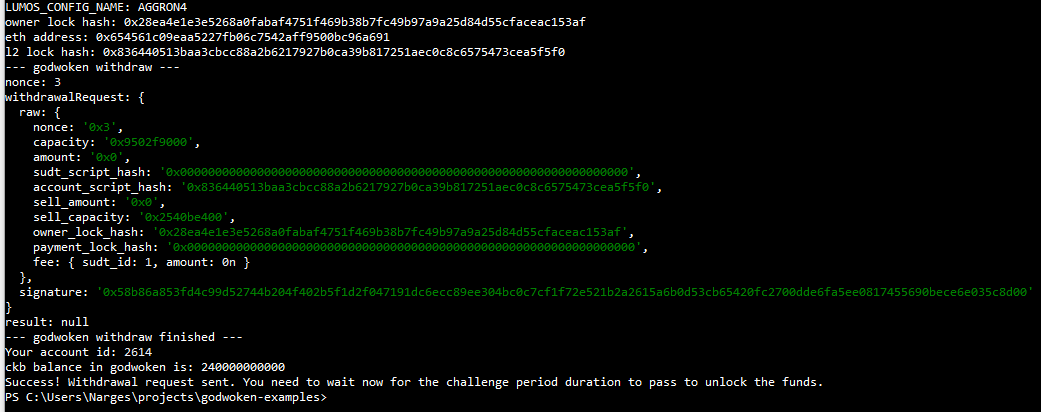 LUMOS_CONFIG_NAME: AGGRON4
owner lock hash: 0x28ea4e1e3e5268a0fabaf4751f469b38b7fc49b97a9a25d84d55cfaceac153af
eth address: 0x654561c09eaa5227fb06c7542aff9500bc96a691
l2 lock hash: 0x836440513baa3cbcc88a2b6217927b0ca39b817251aec0c8c6575473cea5f5f0
--- godwoken withdraw ---
nonce: 3
withdrawalRequest: {
  raw: {
    nonce: '0x3',
    capacity: '0x9502f9000',
    amount: '0x0',
    sudt_script_hash: '0x0000000000000000000000000000000000000000000000000000000000000000',
    account_script_hash: '0x836440513baa3cbcc88a2b6217927b0ca39b817251aec0c8c6575473cea5f5f0',
    sell_amount: '0x0',
    sell_capacity: '0x2540be400',
    owner_lock_hash: '0x28ea4e1e3e5268a0fabaf4751f469b38b7fc49b97a9a25d84d55cfaceac153af',
    payment_lock_hash: '0x0000000000000000000000000000000000000000000000000000000000000000',
    fee: { sudt_id: 1, amount: 0n }
  },
  signature: '0x58b86a853fd4c99d52744b204f402b5f1d2f047191dc6ecc89ee304bc0c7cf1f72e521b2a2615a6b0d53cb65420fc2700dde6fa5ee0817455690bece6e035c8d00'
}
result: null
--- godwoken withdraw finished ---
Your account id: 2614
ckb balance in godwoken is: 240000000000
Success! Withdrawal request sent. You need to wait now for the challenge period duration to pass to unlock the funds.
PS C:\Users\Narges\projects\godwoken-examples>